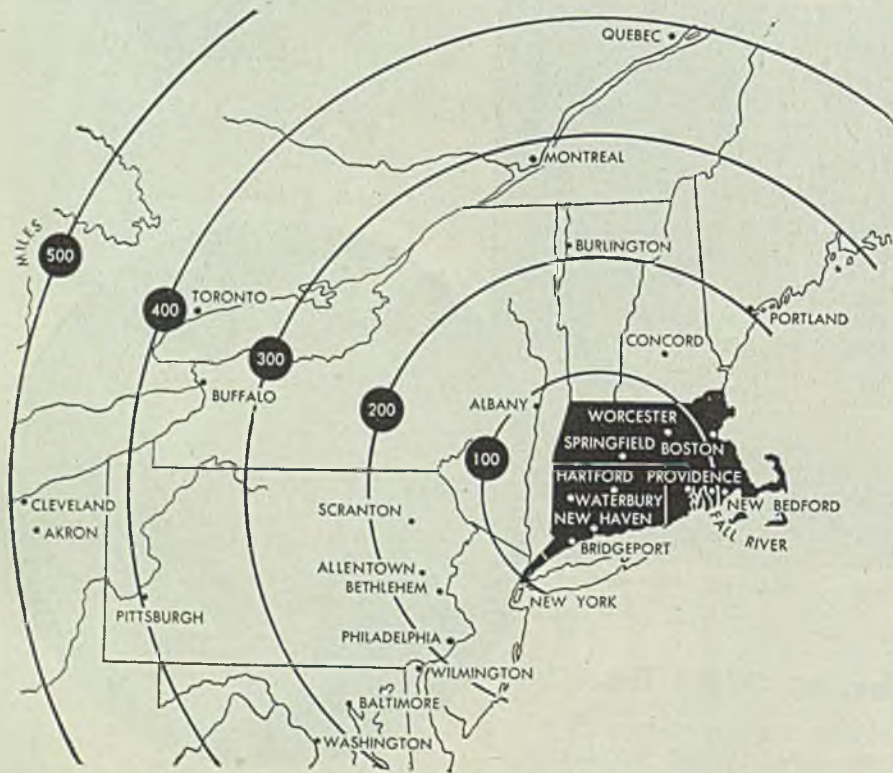 QUEBEC
MONTREAL
MILES
500
BURLINGTON
400
TORONTO
PORTLAND
300
CONCORD
BUFFALO
200
ALBANY
WORCESTER
SPRINGFIELD
BOSTON
100
HARTFORD
PROVIDENCE
CLEVELAND
WATERBURY
NEW BEDFORD
SCRANTON
AKRON
NEW HAVEN
FALL RIVER
BRIDGEPORT
ALLENTOWN
BETHLEHEM
NEW YORK
PITTSBURGH
PHILADELPHIA
WILMINGTON
BALTIMORE
WASHINGTON